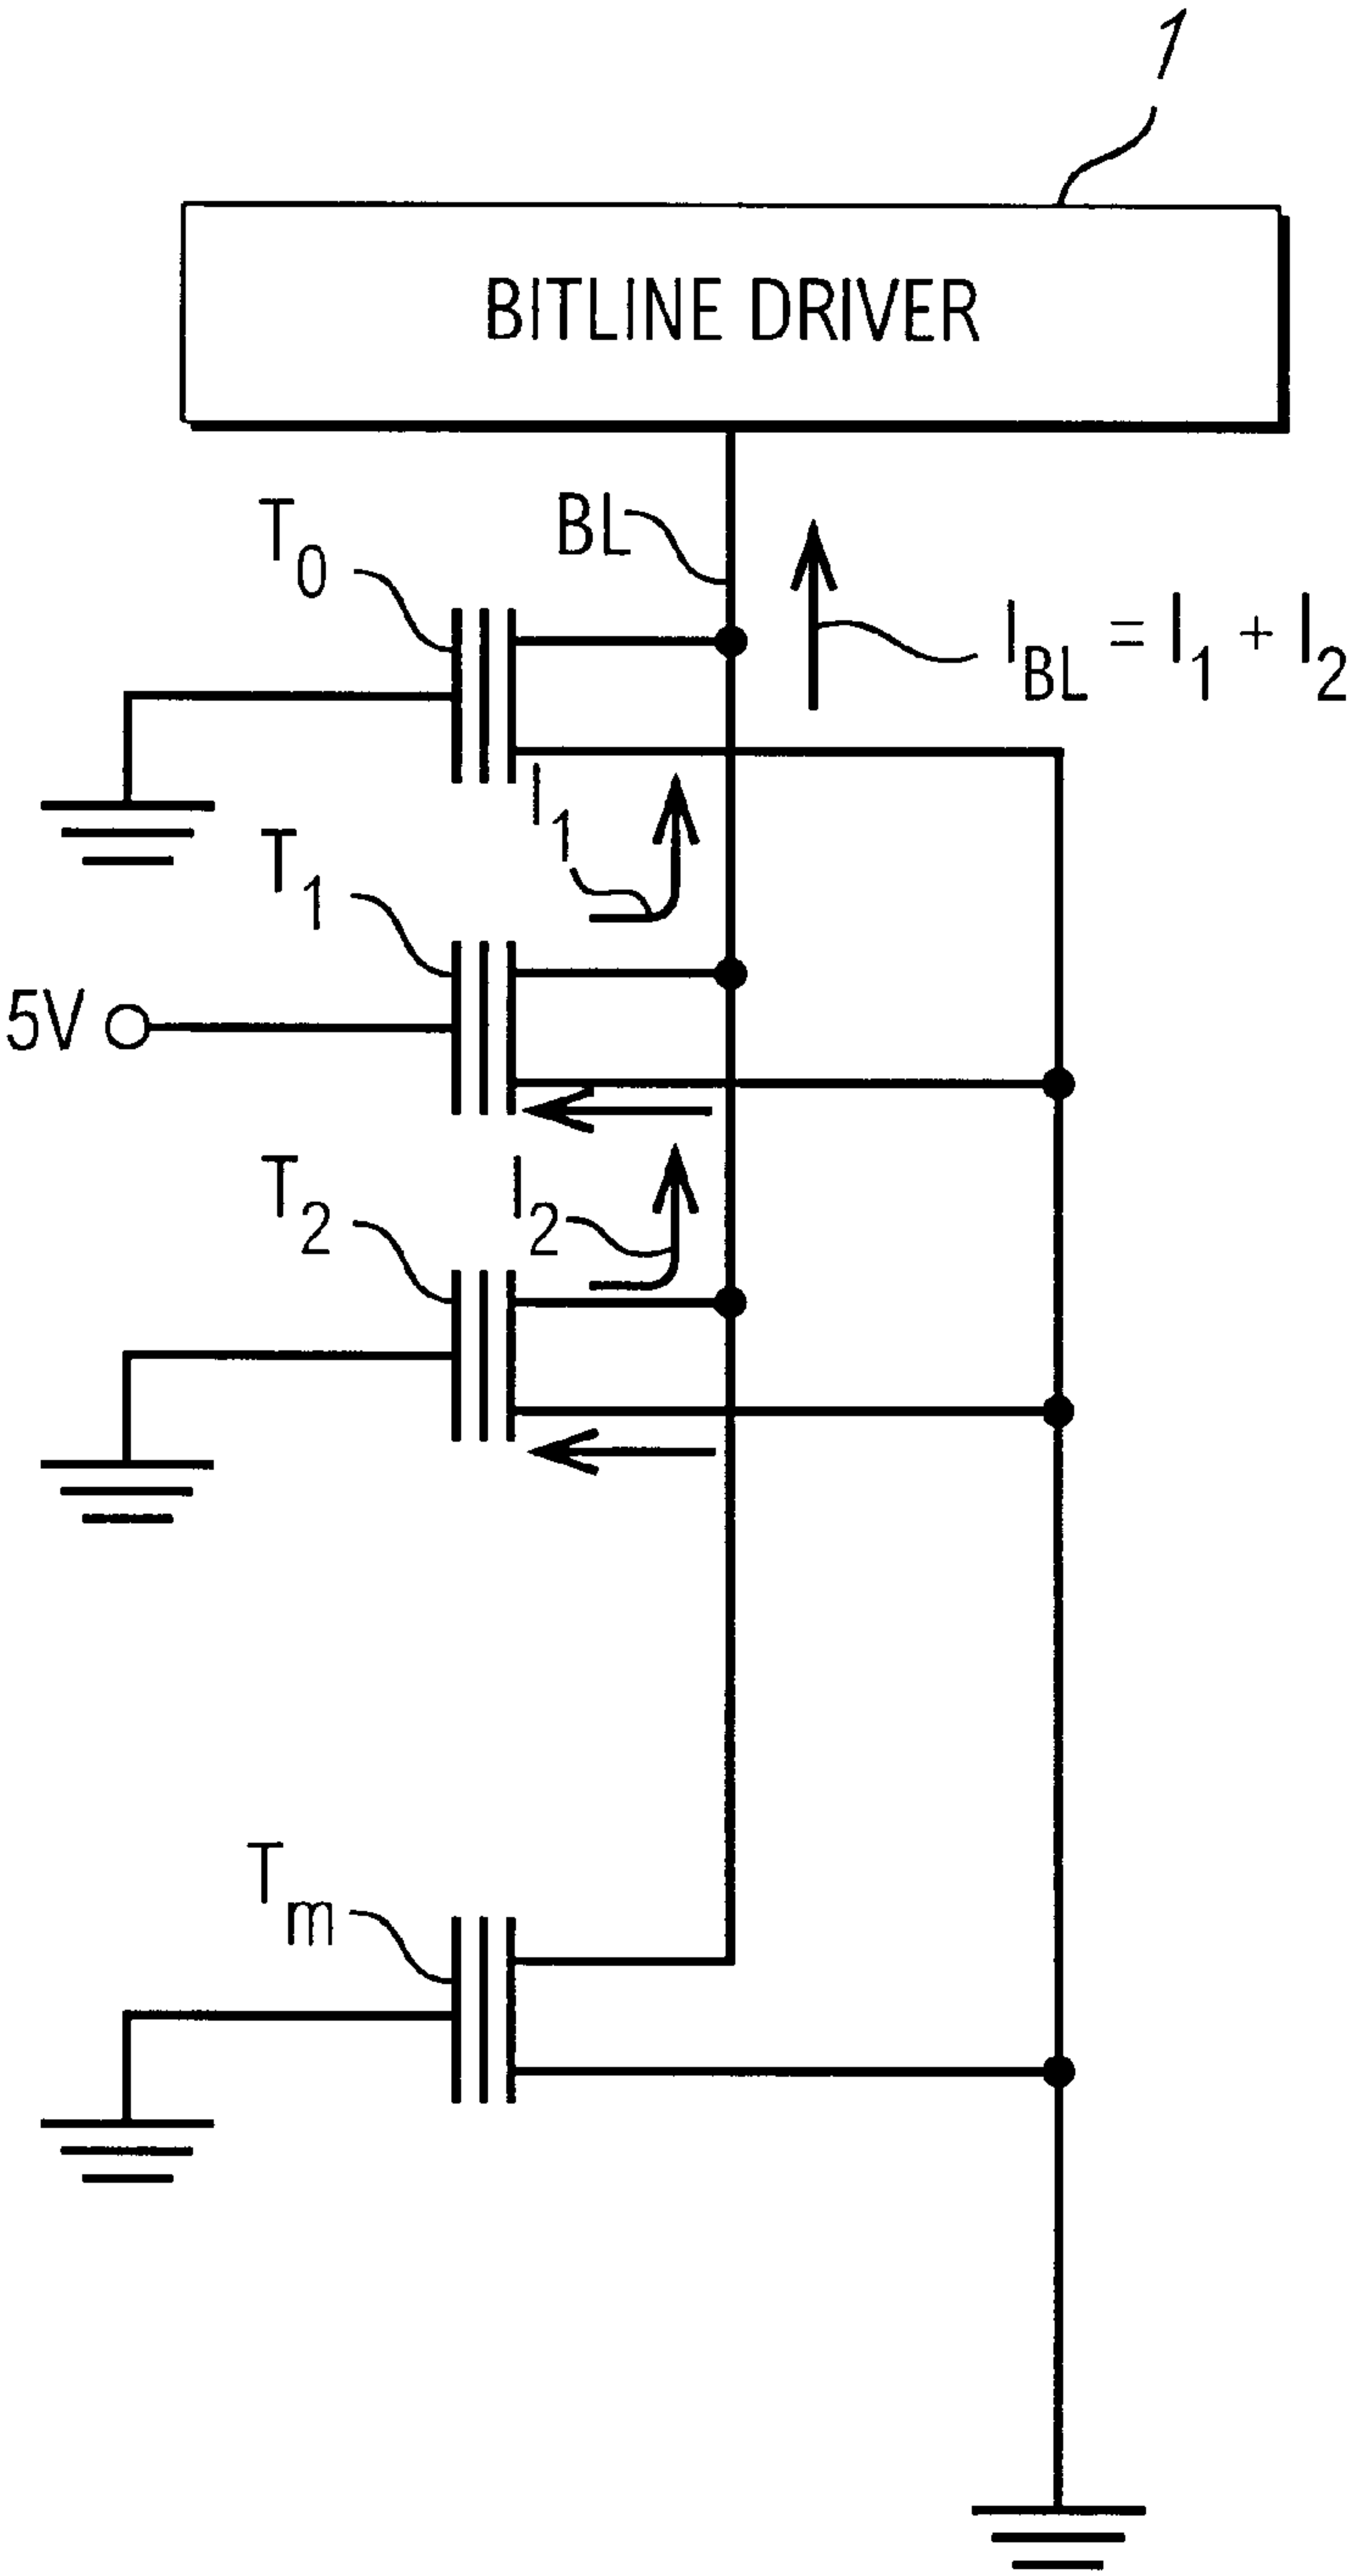 1
BITLINE DRIVER
T0
BL
IBL = I1 + I2
I1
T1
5V
T2
I2
Tm